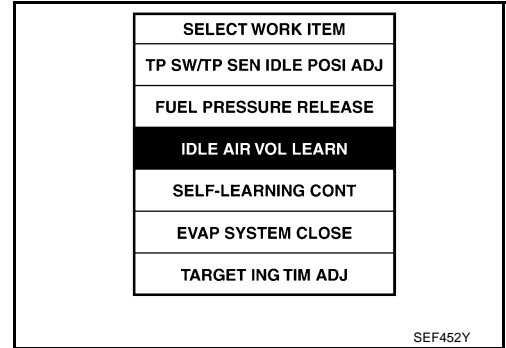 SELECT WORK ITEM
TP SW/TP SEN IDLE POSI ADJ
FUEL PRESSURE RELEASE
IDLE AIR VOL LEARN
SELF-LEARNING CONT
EVAP SYSTEM CLOSE
TARGET ING TIM ADJ
SEF452Y